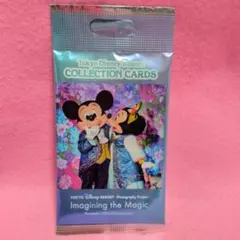 Tokyo Disney Resort
COLLECTION CARDS
TOKYO DISNEY RESORT Photography Project
Imagining the Magic